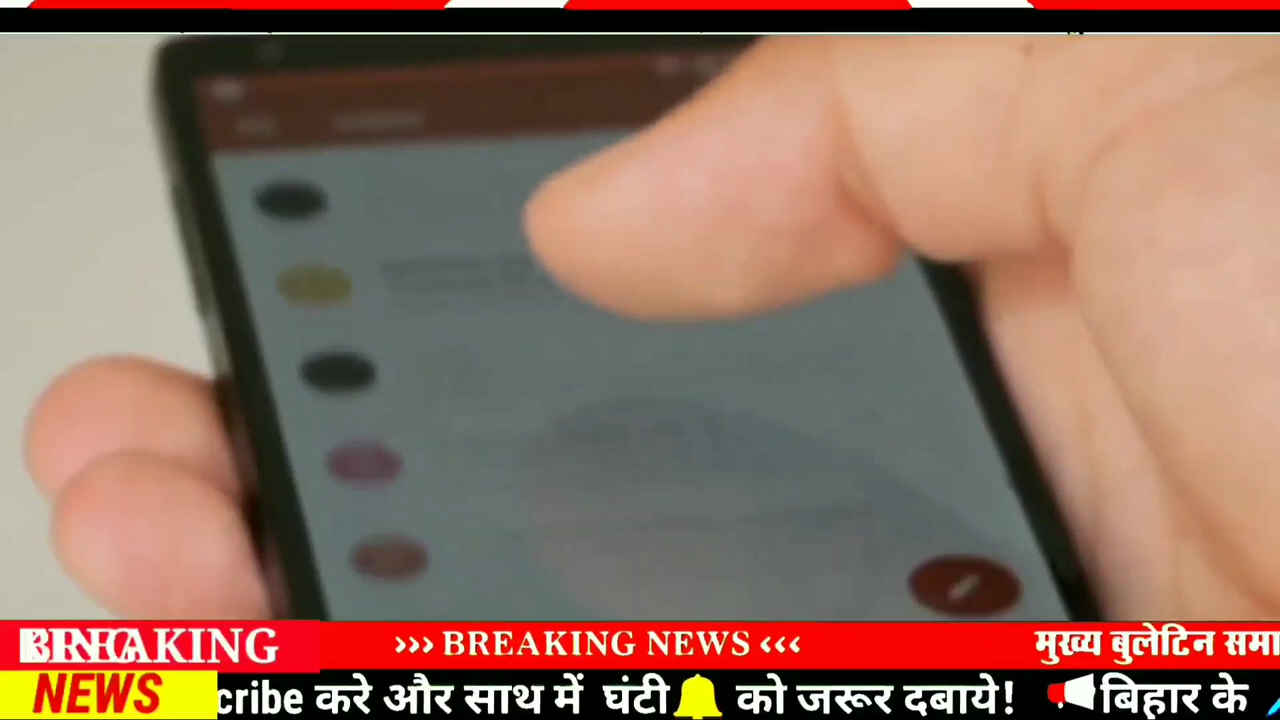 BREAKING
NEWS
››› BREAKING NEWS ‹‹‹ मुख्य बुलेटिन समा
cribe करे और साथ में घंटी🔔 को जरूर दबाये! 📢बिहार के